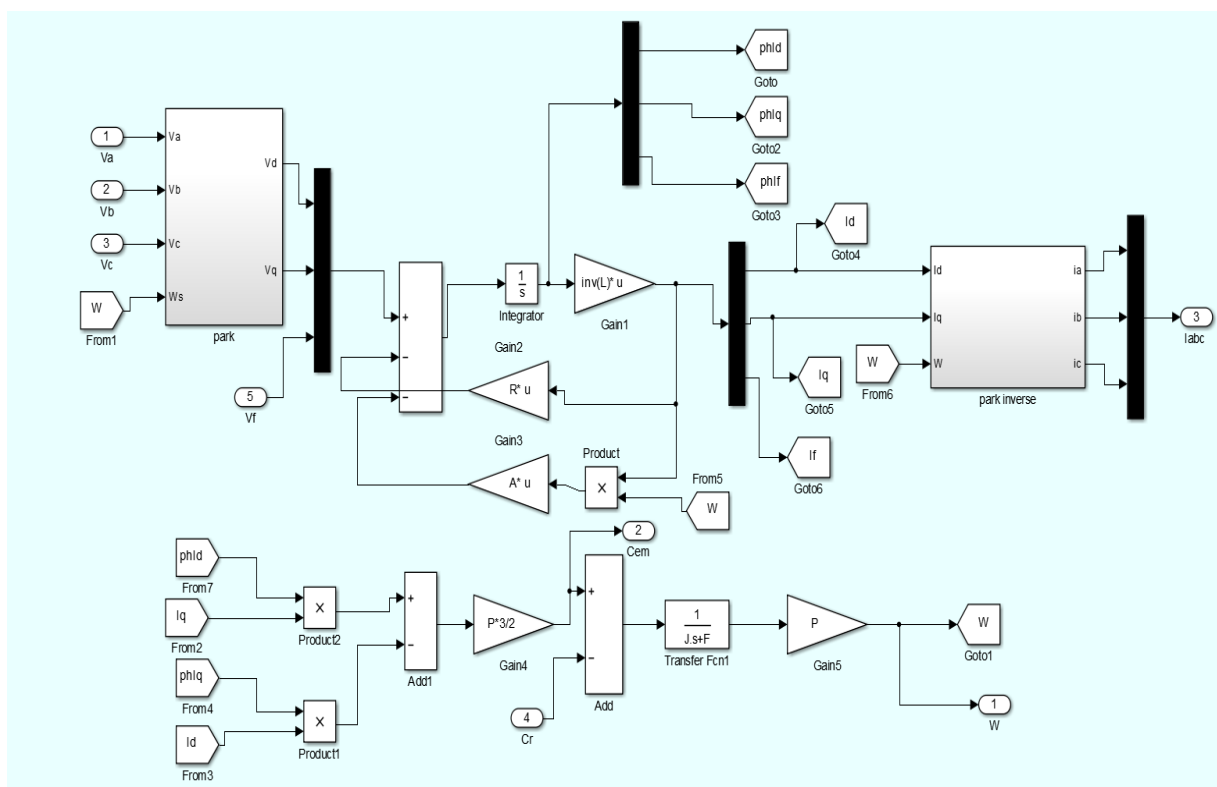 phId
Goto
phIq
Goto2
phIf
Goto3
1
Va
2
Vb
3
Vc
W
From1
Va
Vb
Vc
Ws
Vd
Vq
park
5
Vf
+
−
−
1
s
Integrator
inv(L)* u
Gain1
Gain2
R* u
Gain3
A* u
Product
×
From5
W
Id
Goto4
Iq
Goto5
If
Goto6
W
From6
Id
Iq
W
ia
ib
ic
park inverse
3
Iabc
phId
From7
Iq
From2
phIq
From4
Id
From3
×
Product2
×
Product1
+
−
Add1
P*3/2
Gain4
2
Cem
4
Cr
+
−
Add
1
J.s+F
Transfer Fcn1
P
Gain5
W
Goto1
1
W